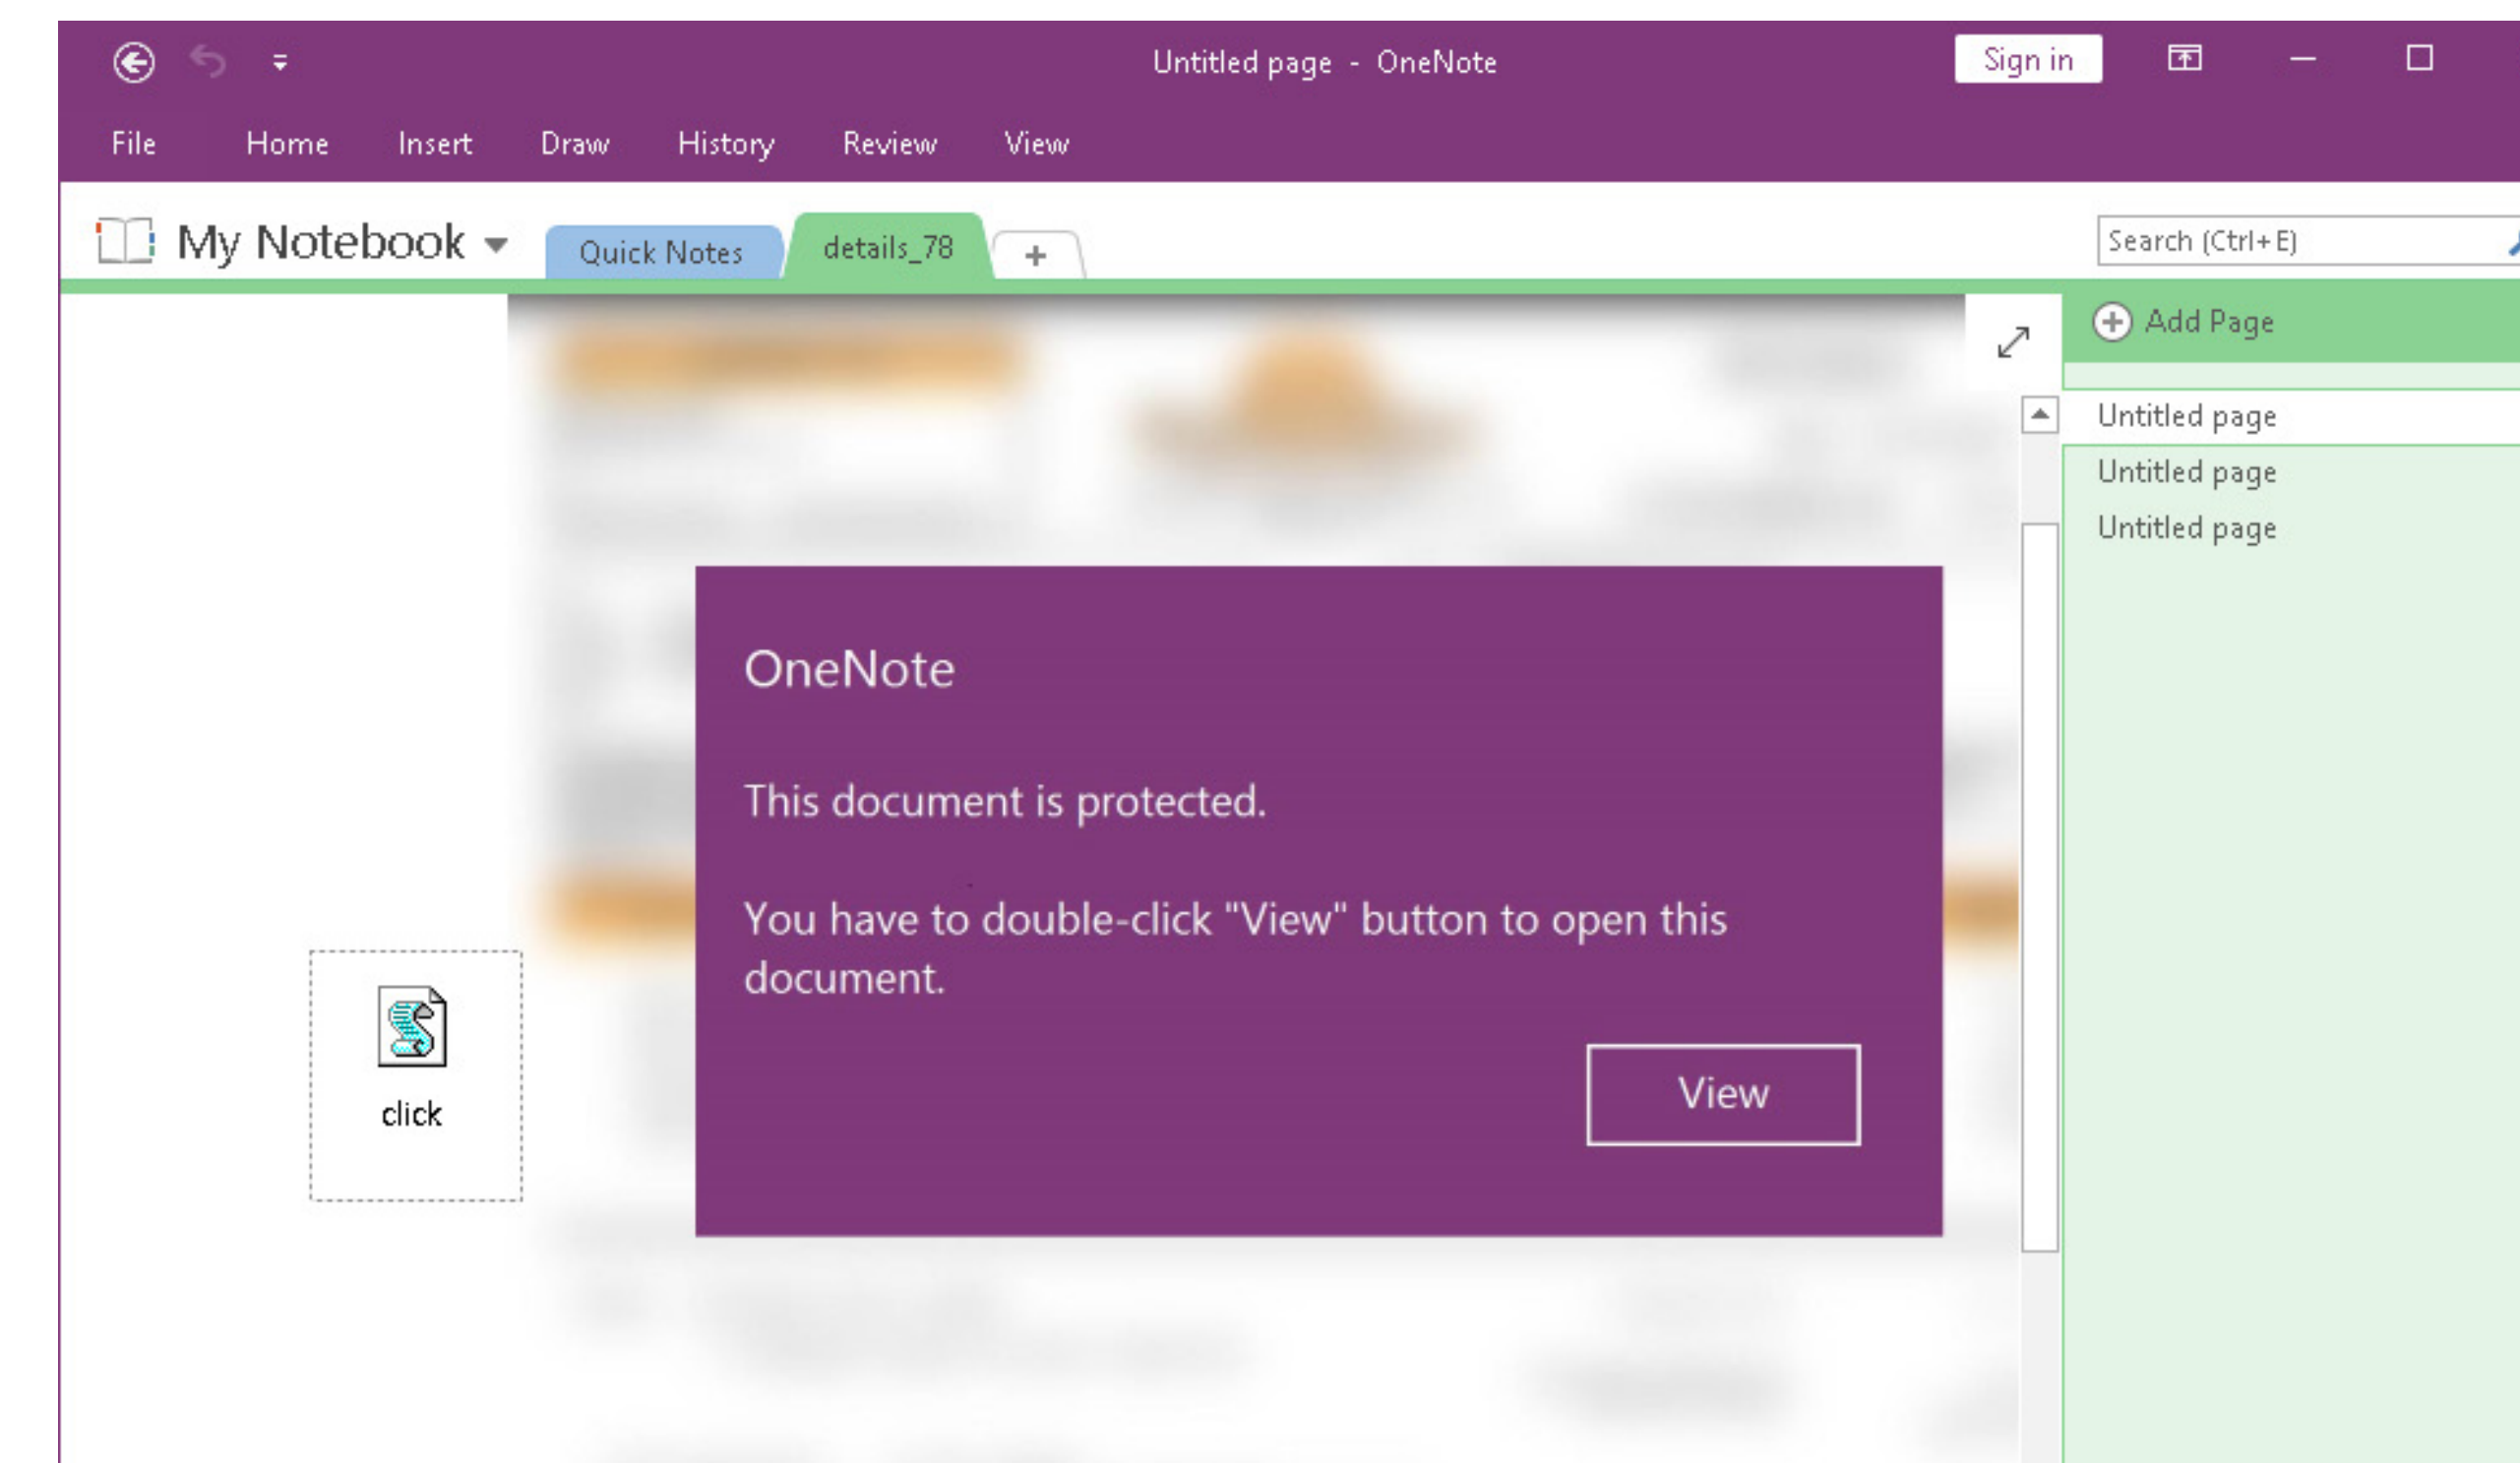 Untitled page - OneNote
Sign in
File Home Insert Draw History Review View
My Notebook
Quick Notes
details_78
Search (Ctrl+E)
Add Page
Untitled page
Untitled page
Untitled page
OneNote
This document is protected.
You have to double-click "View" button to open this
document.
View
click